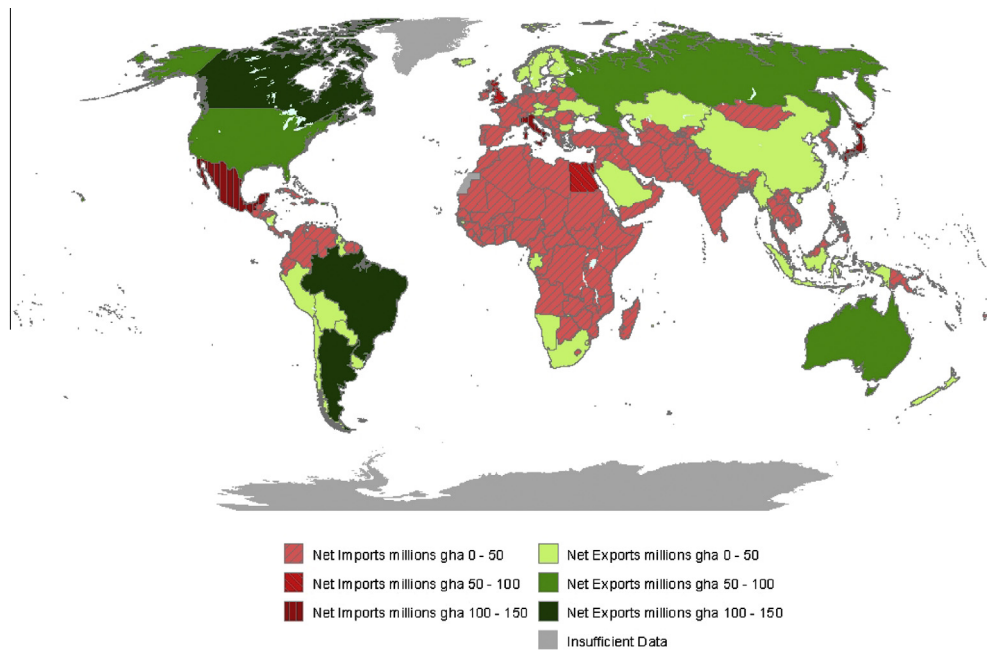 Net Imports millions gha 0 - 50
Net Imports millions gha 50 - 100
Net Imports millions gha 100 - 150
Net Exports millions gha 0 - 50
Net Exports millions gha 50 - 100
Net Exports millions gha 100 - 150
Insufficient Data